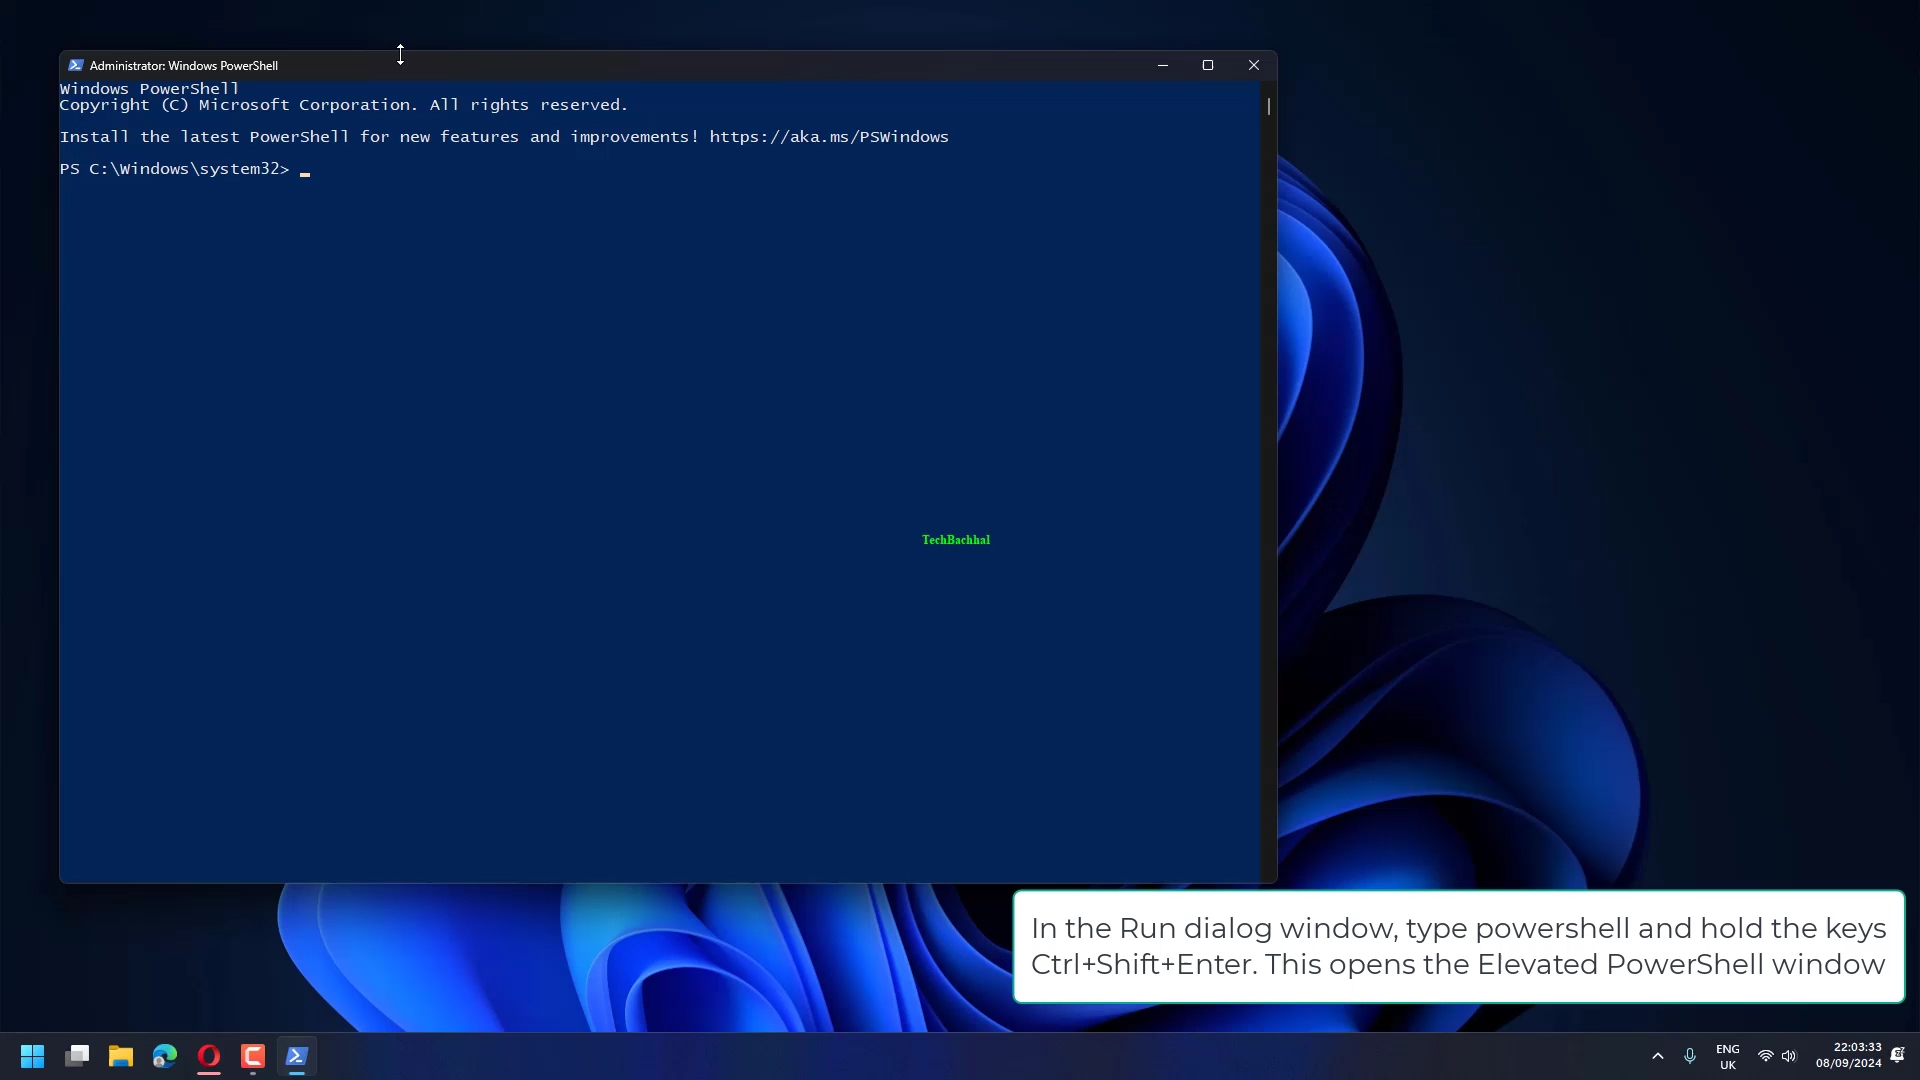 Administrator: Windows PowerShell
Windows PowerShell
Copyright (C) Microsoft Corporation. All rights reserved.
Install the latest PowerShell for new features and improvements! https://aka.ms/PSWindows
PS C:\Windows\system32> _
TechBachhal
In the Run dialog window, type powershell and hold the keys
Ctrl+Shift+Enter. This opens the Elevated PowerShell window
ENG
UK
22:03:33
08/09/2024